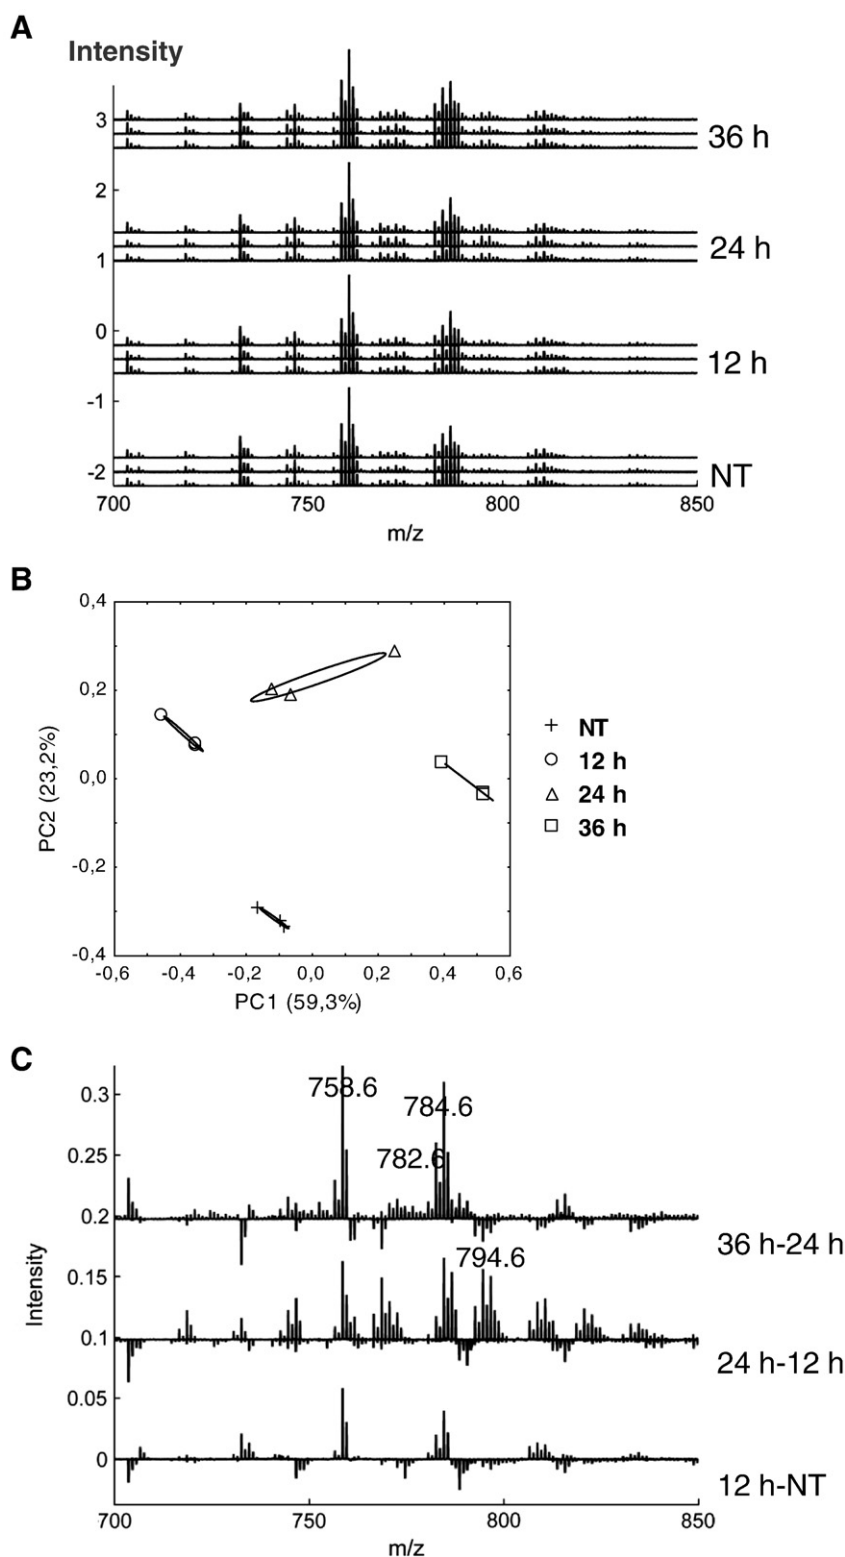 A
Intensity
3
36 h
2
24 h
1
0
12 h
-1
-2
NT
700 750 800 850
m/z
B
0,4
0,2
0,0
-0,2
-0,4
PC2 (23,2%)
-0,6 -0,4 -0,2 0,0 0,2 0,4 0,6
PC1 (59,3%)
NT
12 h
24 h
36 h
C
0.3
758.6
784.6
0.25
782.6
0.2
36 h-24 h
794.6
0.15
Intensity
0.1
24 h-12 h
0.05
0
12 h-NT
700 750 800 850
m/z